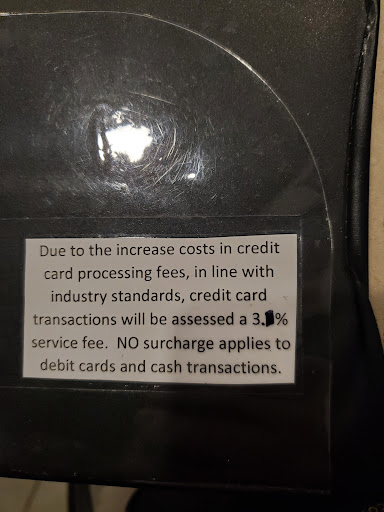 Due to the increase costs in credit
card processing fees, in line with
industry standards, credit card
transactions will be assessed a 3.%
service fee. NO surcharge applies to
debit cards and cash transactions.